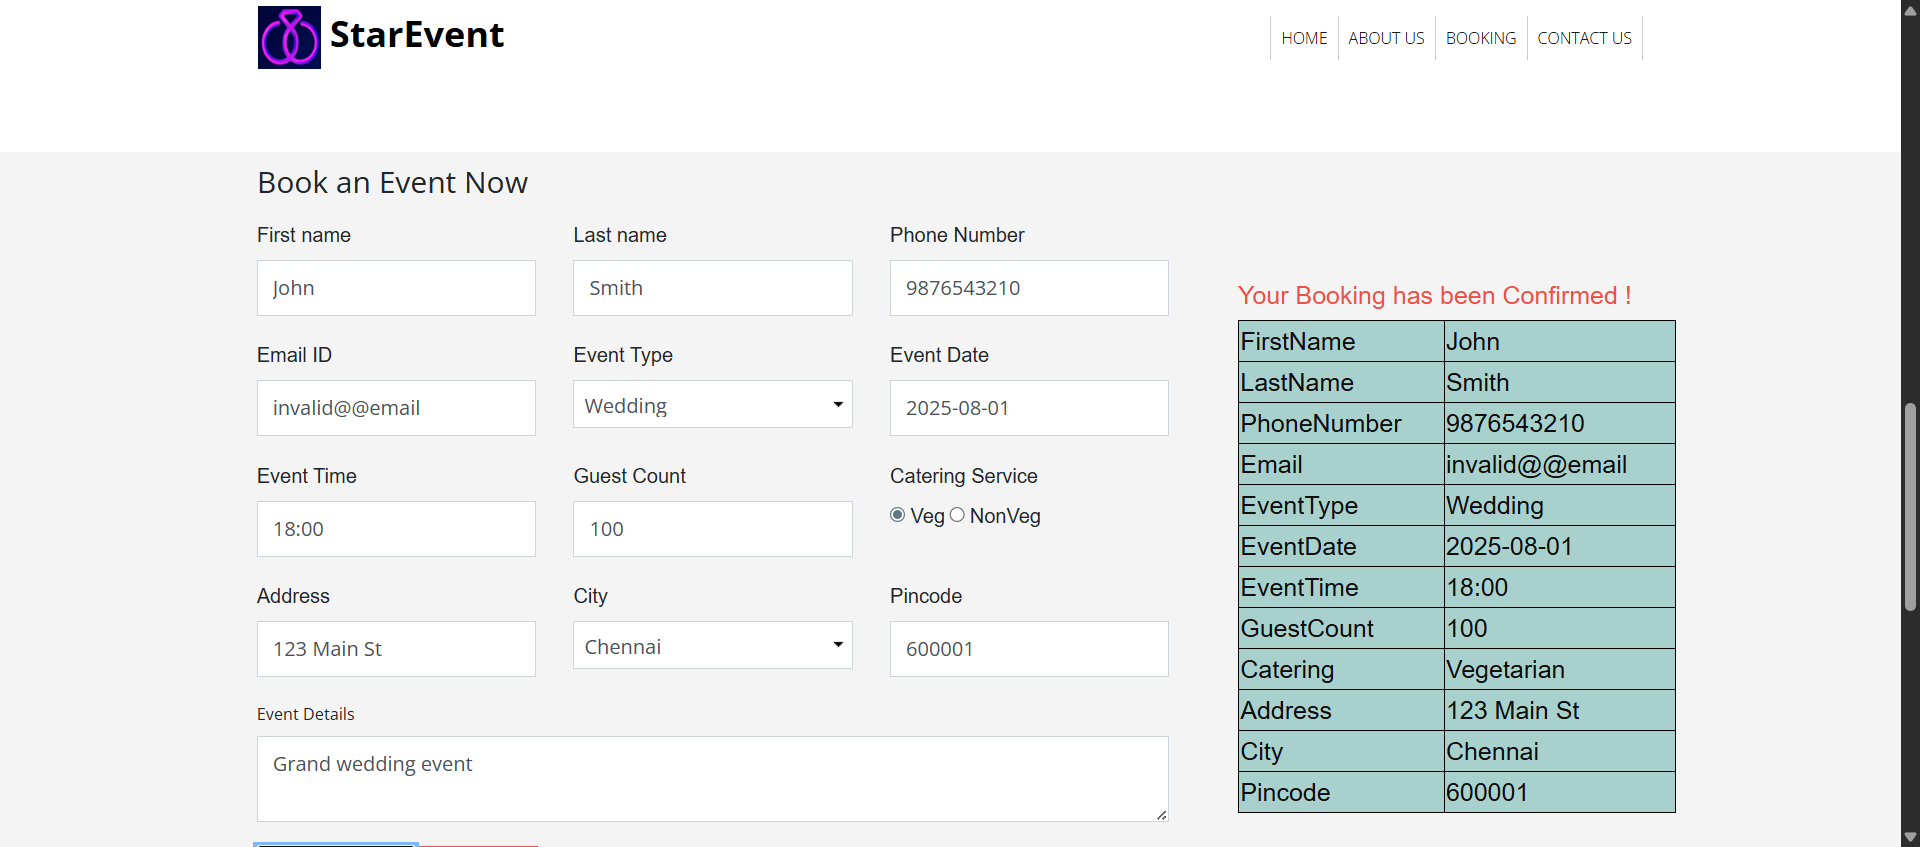 StarEvent
HOME
ABOUT US
BOOKING
CONTACT US
Book an Event Now
First name
Last name
Phone Number
John
Smith
9876543210
Email ID
Event Type
Event Date
invalid@@email
Wedding
2025-08-01
Event Time
Guest Count
Catering Service
18:00
100
Veg
NonVeg
Address
City
Pincode
123 Main St
Chennai
600001
Event Details
Grand wedding event
Your Booking has been Confirmed !
FirstName John
LastName Smith
PhoneNumber 9876543210
Email invalid@@email
EventType Wedding
EventDate 2025-08-01
EventTime 18:00
GuestCount 100
Catering Vegetarian
Address 123 Main St
City Chennai
Pincode 600001